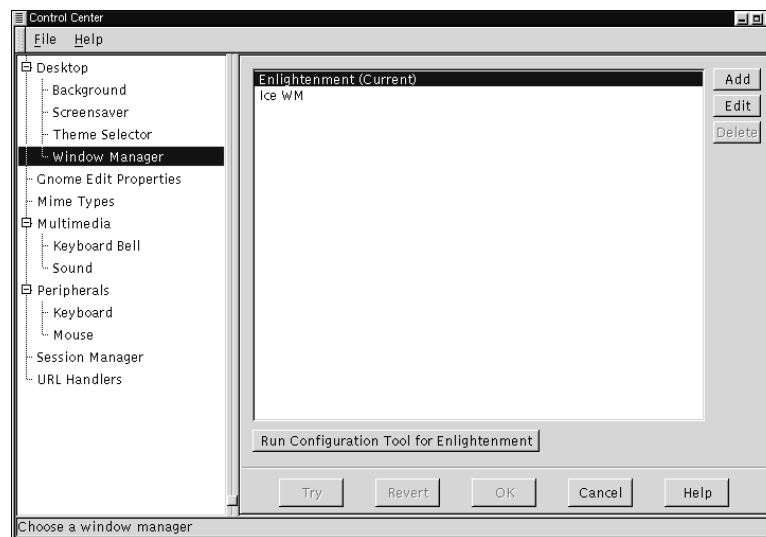 Control Center
File Help
Desktop
Background
Screensaver
Theme Selector
Window Manager
Gnome Edit Properties
Mime Types
Multimedia
Keyboard Bell
Sound
Peripherals
Keyboard
Mouse
Session Manager
URL Handlers
Enlightenment (Current)
Ice WM
Add
Edit
Delete
Run Configuration Tool for Enlightenment
Try Revert OK Cancel Help
Choose a window manager